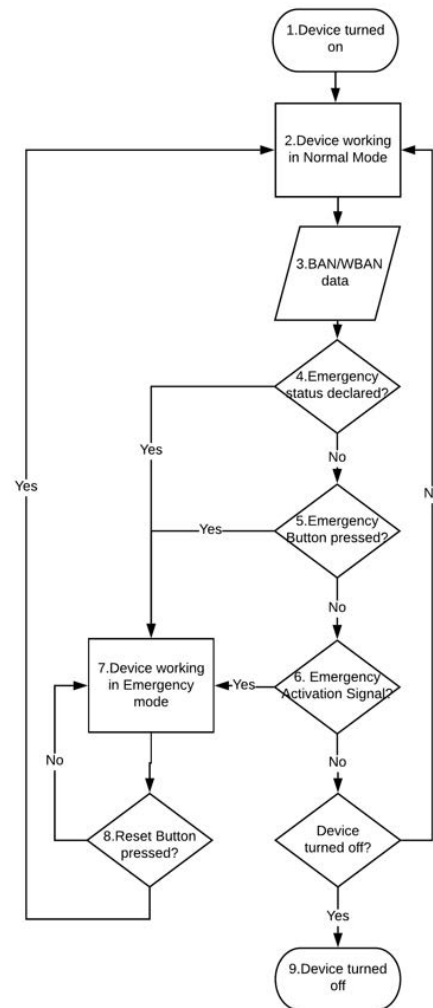 1.Device turned
on
2.Device working
in Normal Mode
3.BAN/WBAN
data
4.Emergency
status declared?
Yes
No
Yes
5.Emergency
Button pressed?
Yes
No
7.Device working
in Emergency
mode
6. Emergency
Activation Signal?
Yes
No
No
8.Reset Button
pressed?
Device
turned off?
Yes
9.Device turned
off